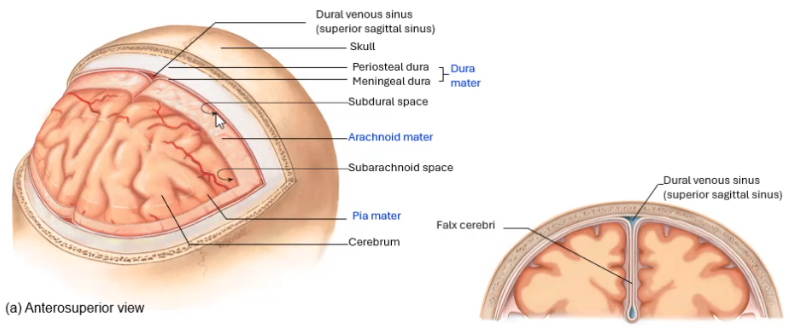 Dural venous sinus
(superior sagittal sinus)
Skull
Periosteal dura
Meningeal dura
Dura
mater
Subdural space
Arachnoid mater
Subarachnoid space
Pia mater
Cerebrum
(a) Anterosuperior view
Dural venous sinus
(superior sagittal sinus)
Falx cerebri